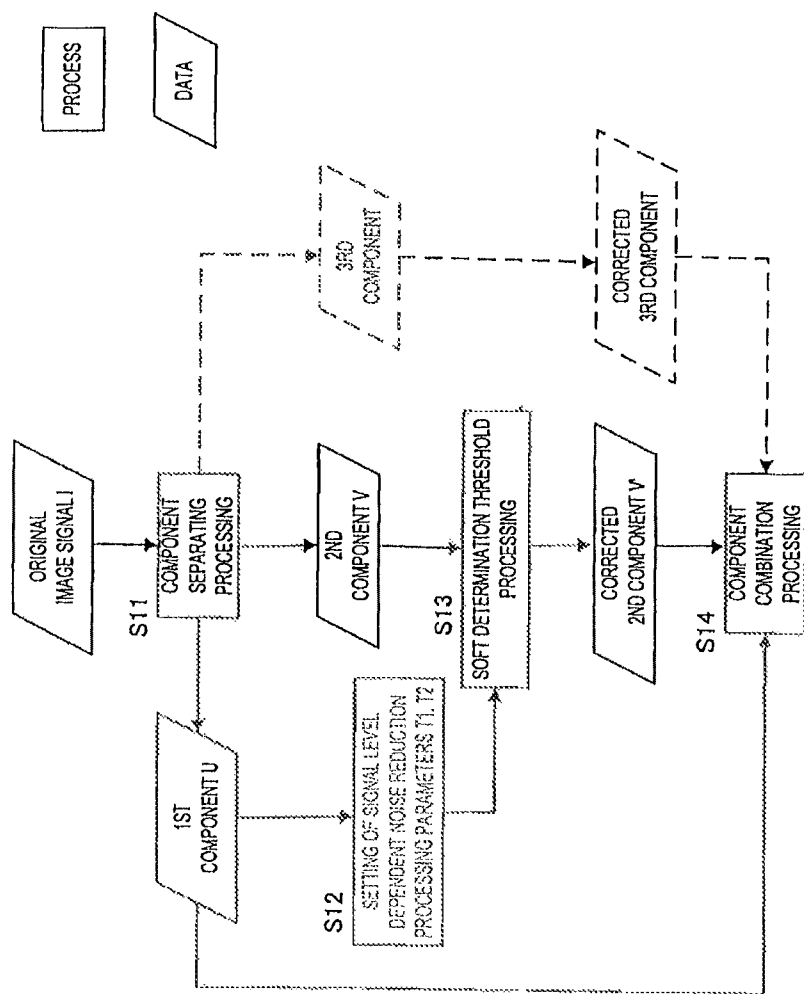 PROCESS
DATA
ORIGINAL
IMAGE SIGNAL I
S11
COMPONENT
SEPARATING
PROCESSING
1ST
COMPONENT U
2ND
COMPONENT V
3RD
COMPONENT
S12
SETTING OF SIGNAL LEVEL
DEPENDENT NOISE REDUCTION
PROCESSING PARAMETERS T1, T2
S13
SOFT DETERMINATION THRESHOLD
PROCESSING
CORRECTED
2ND COMPONENT V'
CORRECTED
3RD COMPONENT
S14
COMPONENT
COMBINATION
PROCESSING